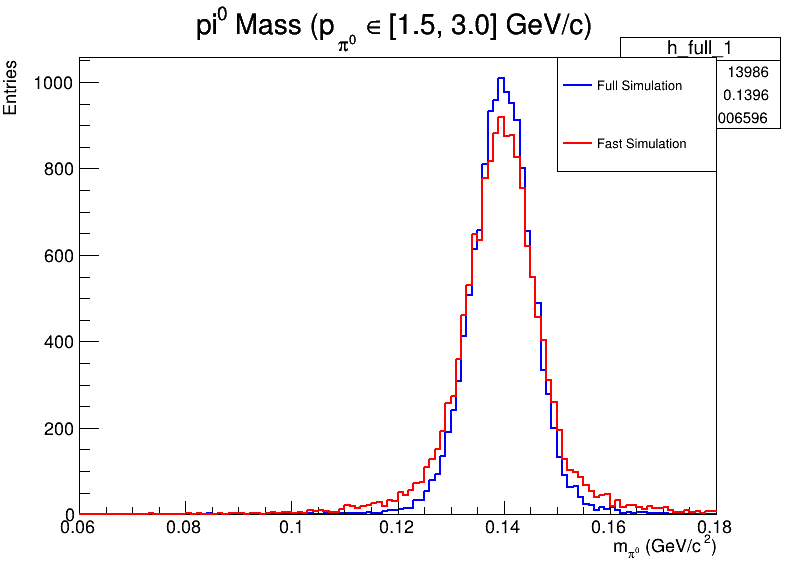 pi⁰ Mass (p_π⁰ ∈ [1.5, 3.0] GeV/c)
h_full_1
13986
0.1396
006596
Full Simulation
Fast Simulation
Entries
1000
800
600
400
200
0
0.06 0.08 0.1 0.12 0.14 0.16 0.18
m_π⁰ (GeV/c²)